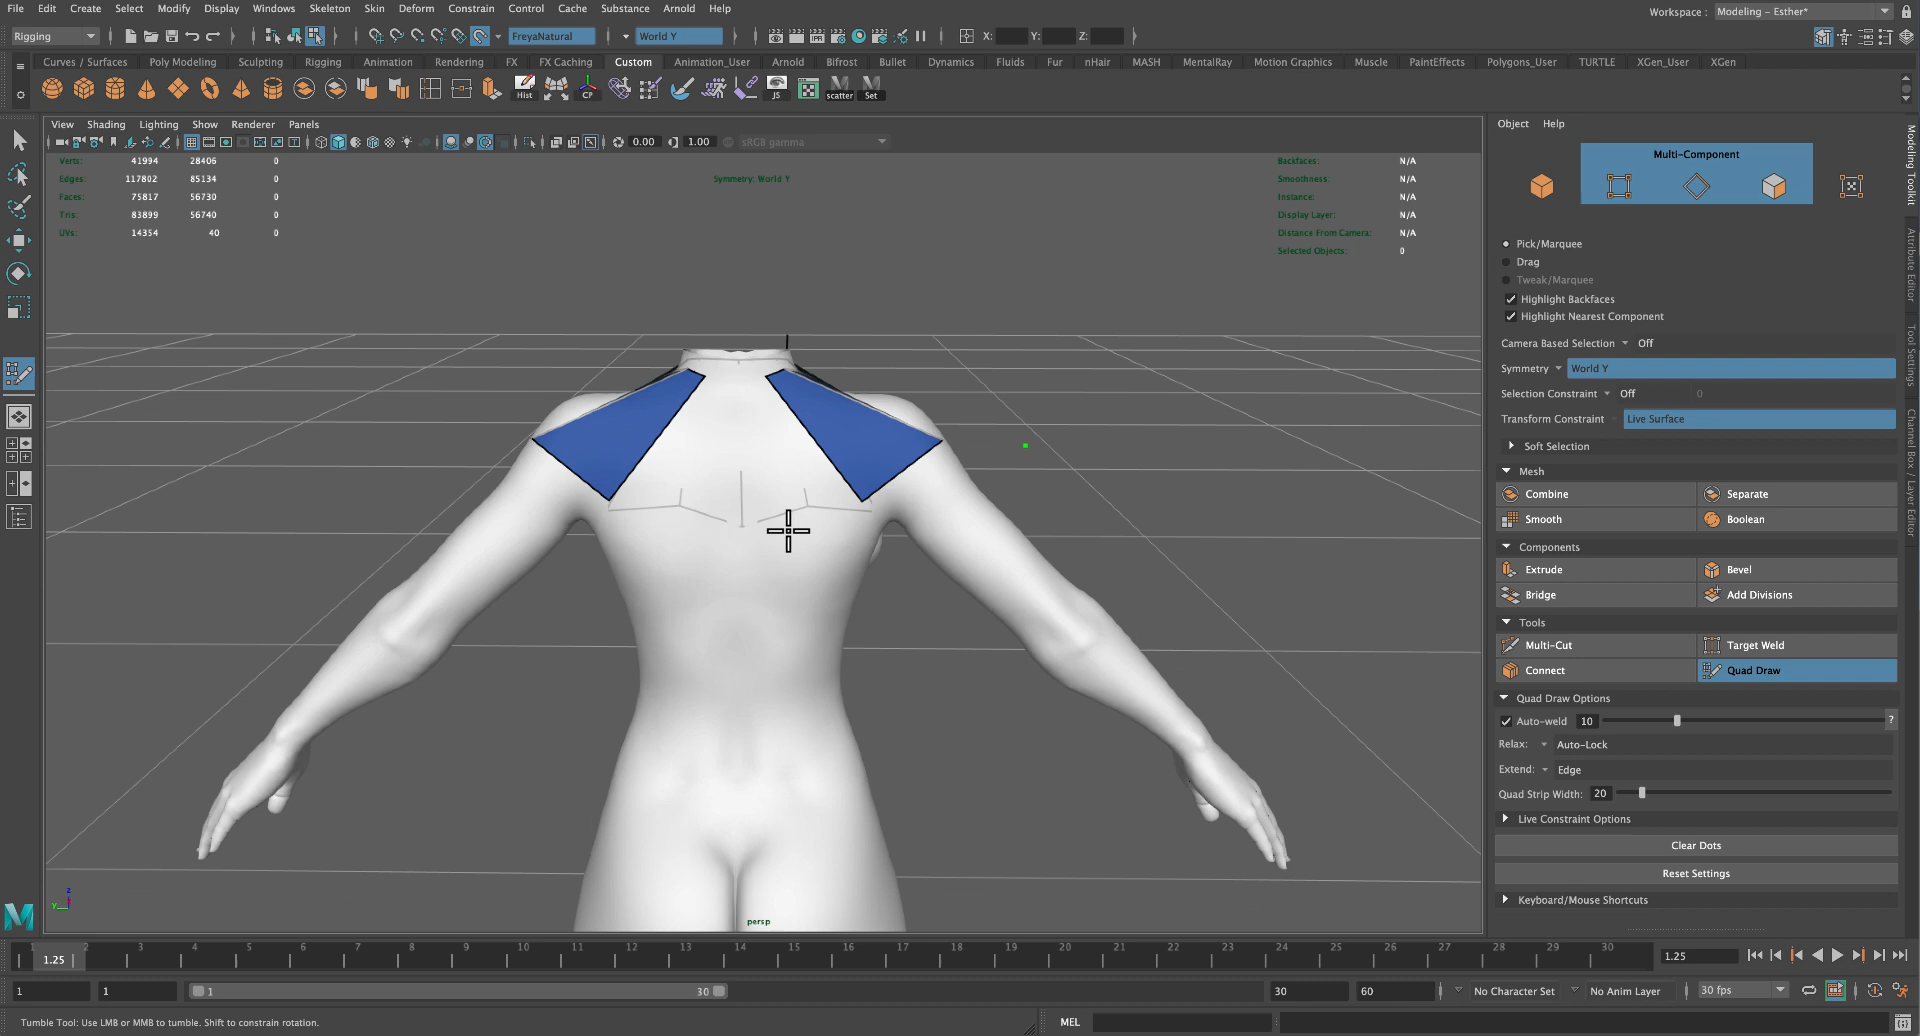 File Edit Create Select Modify Display Windows Skeleton Skin Deform Constrain Control Cache Substance Arnold Help
Workspace : Modeling - Esther*
Rigging FreyaNatural World Y X: Y: Z:
Curves / Surfaces Poly Modeling Sculpting Rigging Animation Rendering FX FX Caching Custom Animation_User Arnold Bifrost Bullet Dynamics Fluids Fur nHair MASH MentalRay Motion Graphics Muscle PaintEffects Polygons_User TURTLE XGen_User XGen
Hist CP JS scatter Set
View Shading Lighting Show Renderer Panels
0.00 1.00 sRGB gamma
Verts: 41994 28406 0
Edges: 117802 85134 0
Faces: 75817 56730 0
Tris: 83899 56740 0
UVs: 14354 40 0
Symmetry: World Y
Backfaces: N/A
Smoothness: N/A
Instance: N/A
Display Layer: N/A
Distance From Camera: N/A
Selected Objects: 0
persp
z
y
Object Help
Multi-Component
Pick/Marquee
Drag
Tweak/Marquee
Highlight Backfaces
Highlight Nearest Component
Camera Based Selection Off
Symmetry World Y
Selection Constraint Off 0
Transform Constraint Live Surface
Soft Selection
Mesh
Combine Separate
Smooth Boolean
Components
Extrude Bevel
Bridge Add Divisions
Tools
Multi-Cut Target Weld
Connect Quad Draw
Quad Draw Options
Auto-weld 10 ?
Relax: Auto-Lock
Extend: Edge
Quad Strip Width: 20
Live Constraint Options
Clear Dots
Reset Settings
Keyboard/Mouse Shortcuts
Modeling Toolkit
Attribute Editor
Tool Settings
Channel Box / Layer Editor
1 2 3 4 5 6 7 8 9 10 11 12 13 14 15 16 17 18 19 20 21 22 23 24 25 26 27 28 29 30
1.25 1.25
1 1 1 30 30 60 No Character Set No Anim Layer 30 fps
Tumble Tool: Use LMB or MMB to tumble. Shift to constrain rotation.
MEL